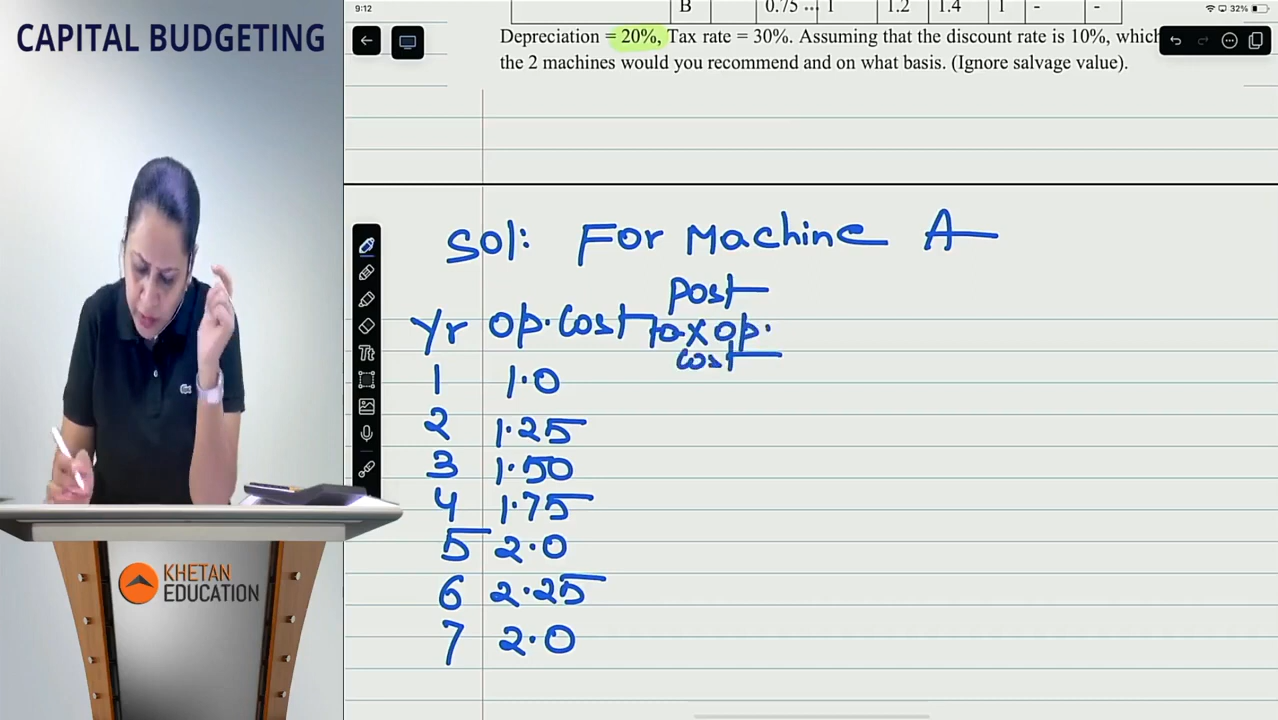 CAPITAL BUDGETING
9:12
32%
B 0.75 ... 1 1.2 1.4 1 - -
Depreciation = 20%, Tax rate = 30%. Assuming that the discount rate is 10%, which
the 2 machines would you recommend and on what basis. (Ignore salvage value).
Sol: For Machine A
Yr Op. Cost Post tax op. cost
1 1.0
2 1.25
3 1.50
4 1.75
5 2.0
6 2.25
7 2.0
Tt
KHETAN
EDUCATION